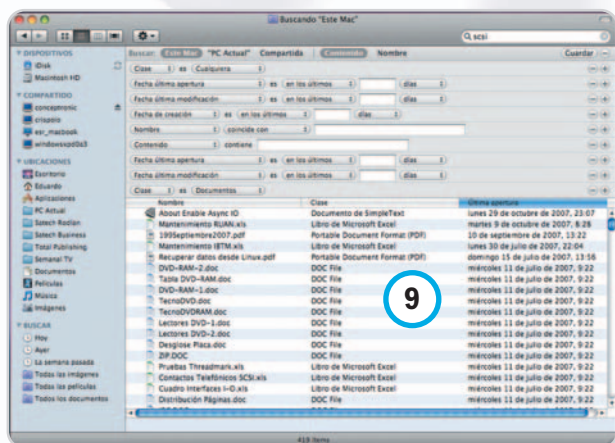 Buscando "Este Mac"
scsi
Buscar: Este Mac "PC Actual" Compartida Contenido Nombre Guardar
Clase es Cualquiera
Fecha última apertura es en los últimos días
Fecha última modificación es en los últimos días
Fecha de creación es en los últimos días
Nombre coincide con
Contenido contiene
Fecha última apertura es en los últimos días
Fecha última modificación es en los últimos días
Clase es Documentos
DISPOSITIVOS
iDisk
Macintosh HD
COMPARTIDO
conceptronic
crispolo
esr_macbook
UBICACIONES
Escritorio
Eduardo
Aplicaciones
PC Actual
Satech Radian
Satech Business
Total Publishing
Semanal TV
Documentos
Películas
Música
Imágenes
BUSCAR
Hoy
Ayer
La semana pasada
Todas las imágenes
Todas las películas
Todos los documentos
Nombre Clase Última apertura
About Enable Async IO Documento de SimpleText lunes 29 de octubre de 2007, 23:07
Mantenimiento RUAN.xls Libro de Microsoft Excel martes 9 de octubre de 2007, 8:28
199Septiembre2007.pdf Portable Document Format (PDF) 10 de septiembre de 2007, 13:22
Mantenimiento IBTM.xls Libro de Microsoft Excel lunes 30 de julio de 2007, 22:04
Recuperar datos desde Linux.pdf Portable Document Format (PDF) domingo 15 de julio de 2007, 13:56
DVD-RAM-2.doc DOC File miércoles 11 de julio de 2007, 9:22
Tabla DVD-RAM.doc DOC File miércoles 11 de julio de 2007, 9:22
DVD-RAM-1.doc DOC File miércoles 11 de julio de 2007, 9:22
TecnoDVD.doc DOC File miércoles 11 de julio de 2007, 9:22
TecnoDVDRAM.doc DOC File miércoles 11 de julio de 2007, 9:22
Lectores DVD-1.doc DOC File miércoles 11 de julio de 2007, 9:22
Lectores DVD-2.doc DOC File miércoles 11 de julio de 2007, 9:22
Desglose Placa.doc DOC File miércoles 11 de julio de 2007, 9:22
ZIP.DOC DOC File miércoles 11 de julio de 2007, 9:22
Pruebas Threadmark.xls Libro de Microsoft Excel miércoles 11 de julio de 2007, 9:22
Contactos Telefónicos SCSI.xls Libro de Microsoft Excel miércoles 11 de julio de 2007, 9:22
Cuadro Interfaces I-O.xls Libro de Microsoft Excel miércoles 11 de julio de 2007, 9:22
Distribución Páginas.doc DOC File miércoles 11 de julio de 2007, 9:22
9
419 ítems